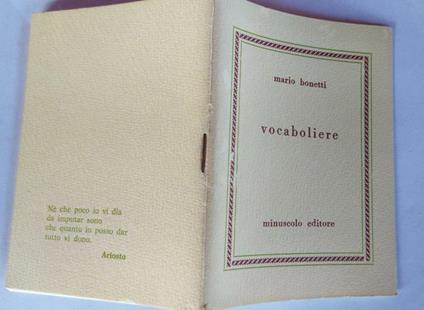 mario bonetti
vocaboliere
minuscolo editore
Nè che poco io vi dia
da imputar sono
che quanto io posso dar
tutto vi dono.
Ariosto